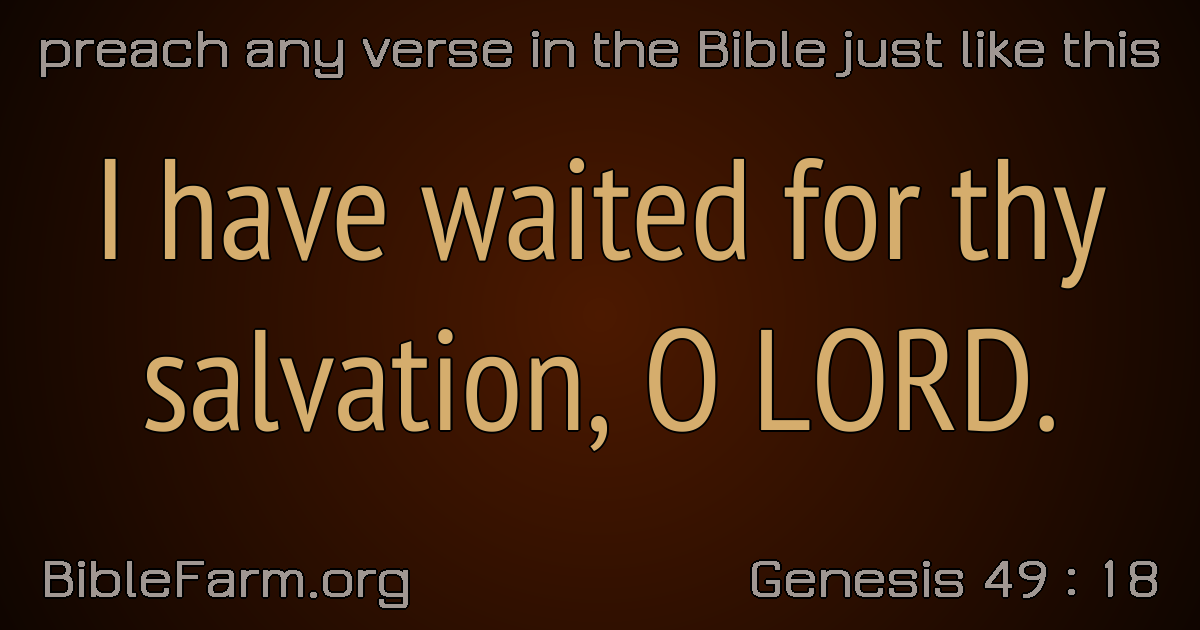 preach any verse in the Bible just like this
I have waited for thy
salvation, O LORD.
BibleFarm.org
Genesis 49 : 18